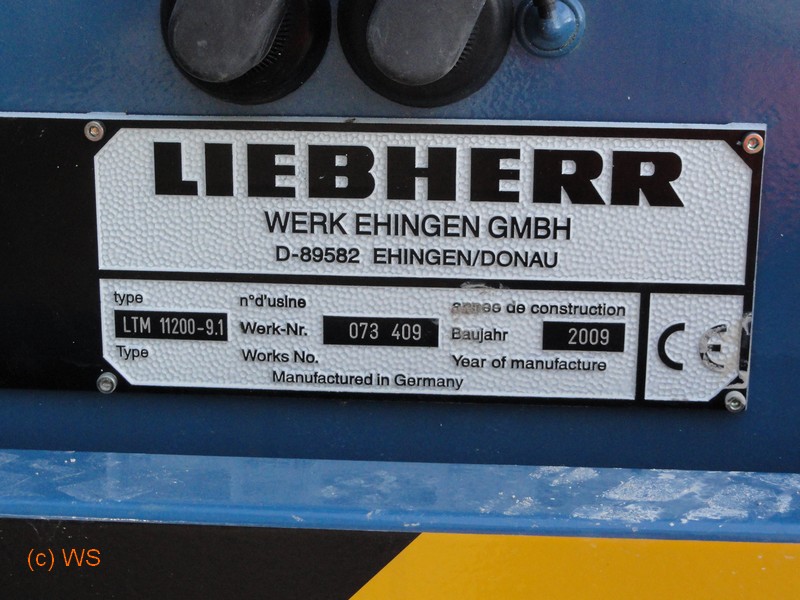 LIEBHERR
WERK EHINGEN GMBH
D-89582 EHINGEN/DONAU
type n°d'usine annes de construction
LTM 11200-9.1 Werk-Nr. 073 409 Baujahr 2009
Type Works No. Year of manufacture
Manufactured in Germany
CE
(c) WS